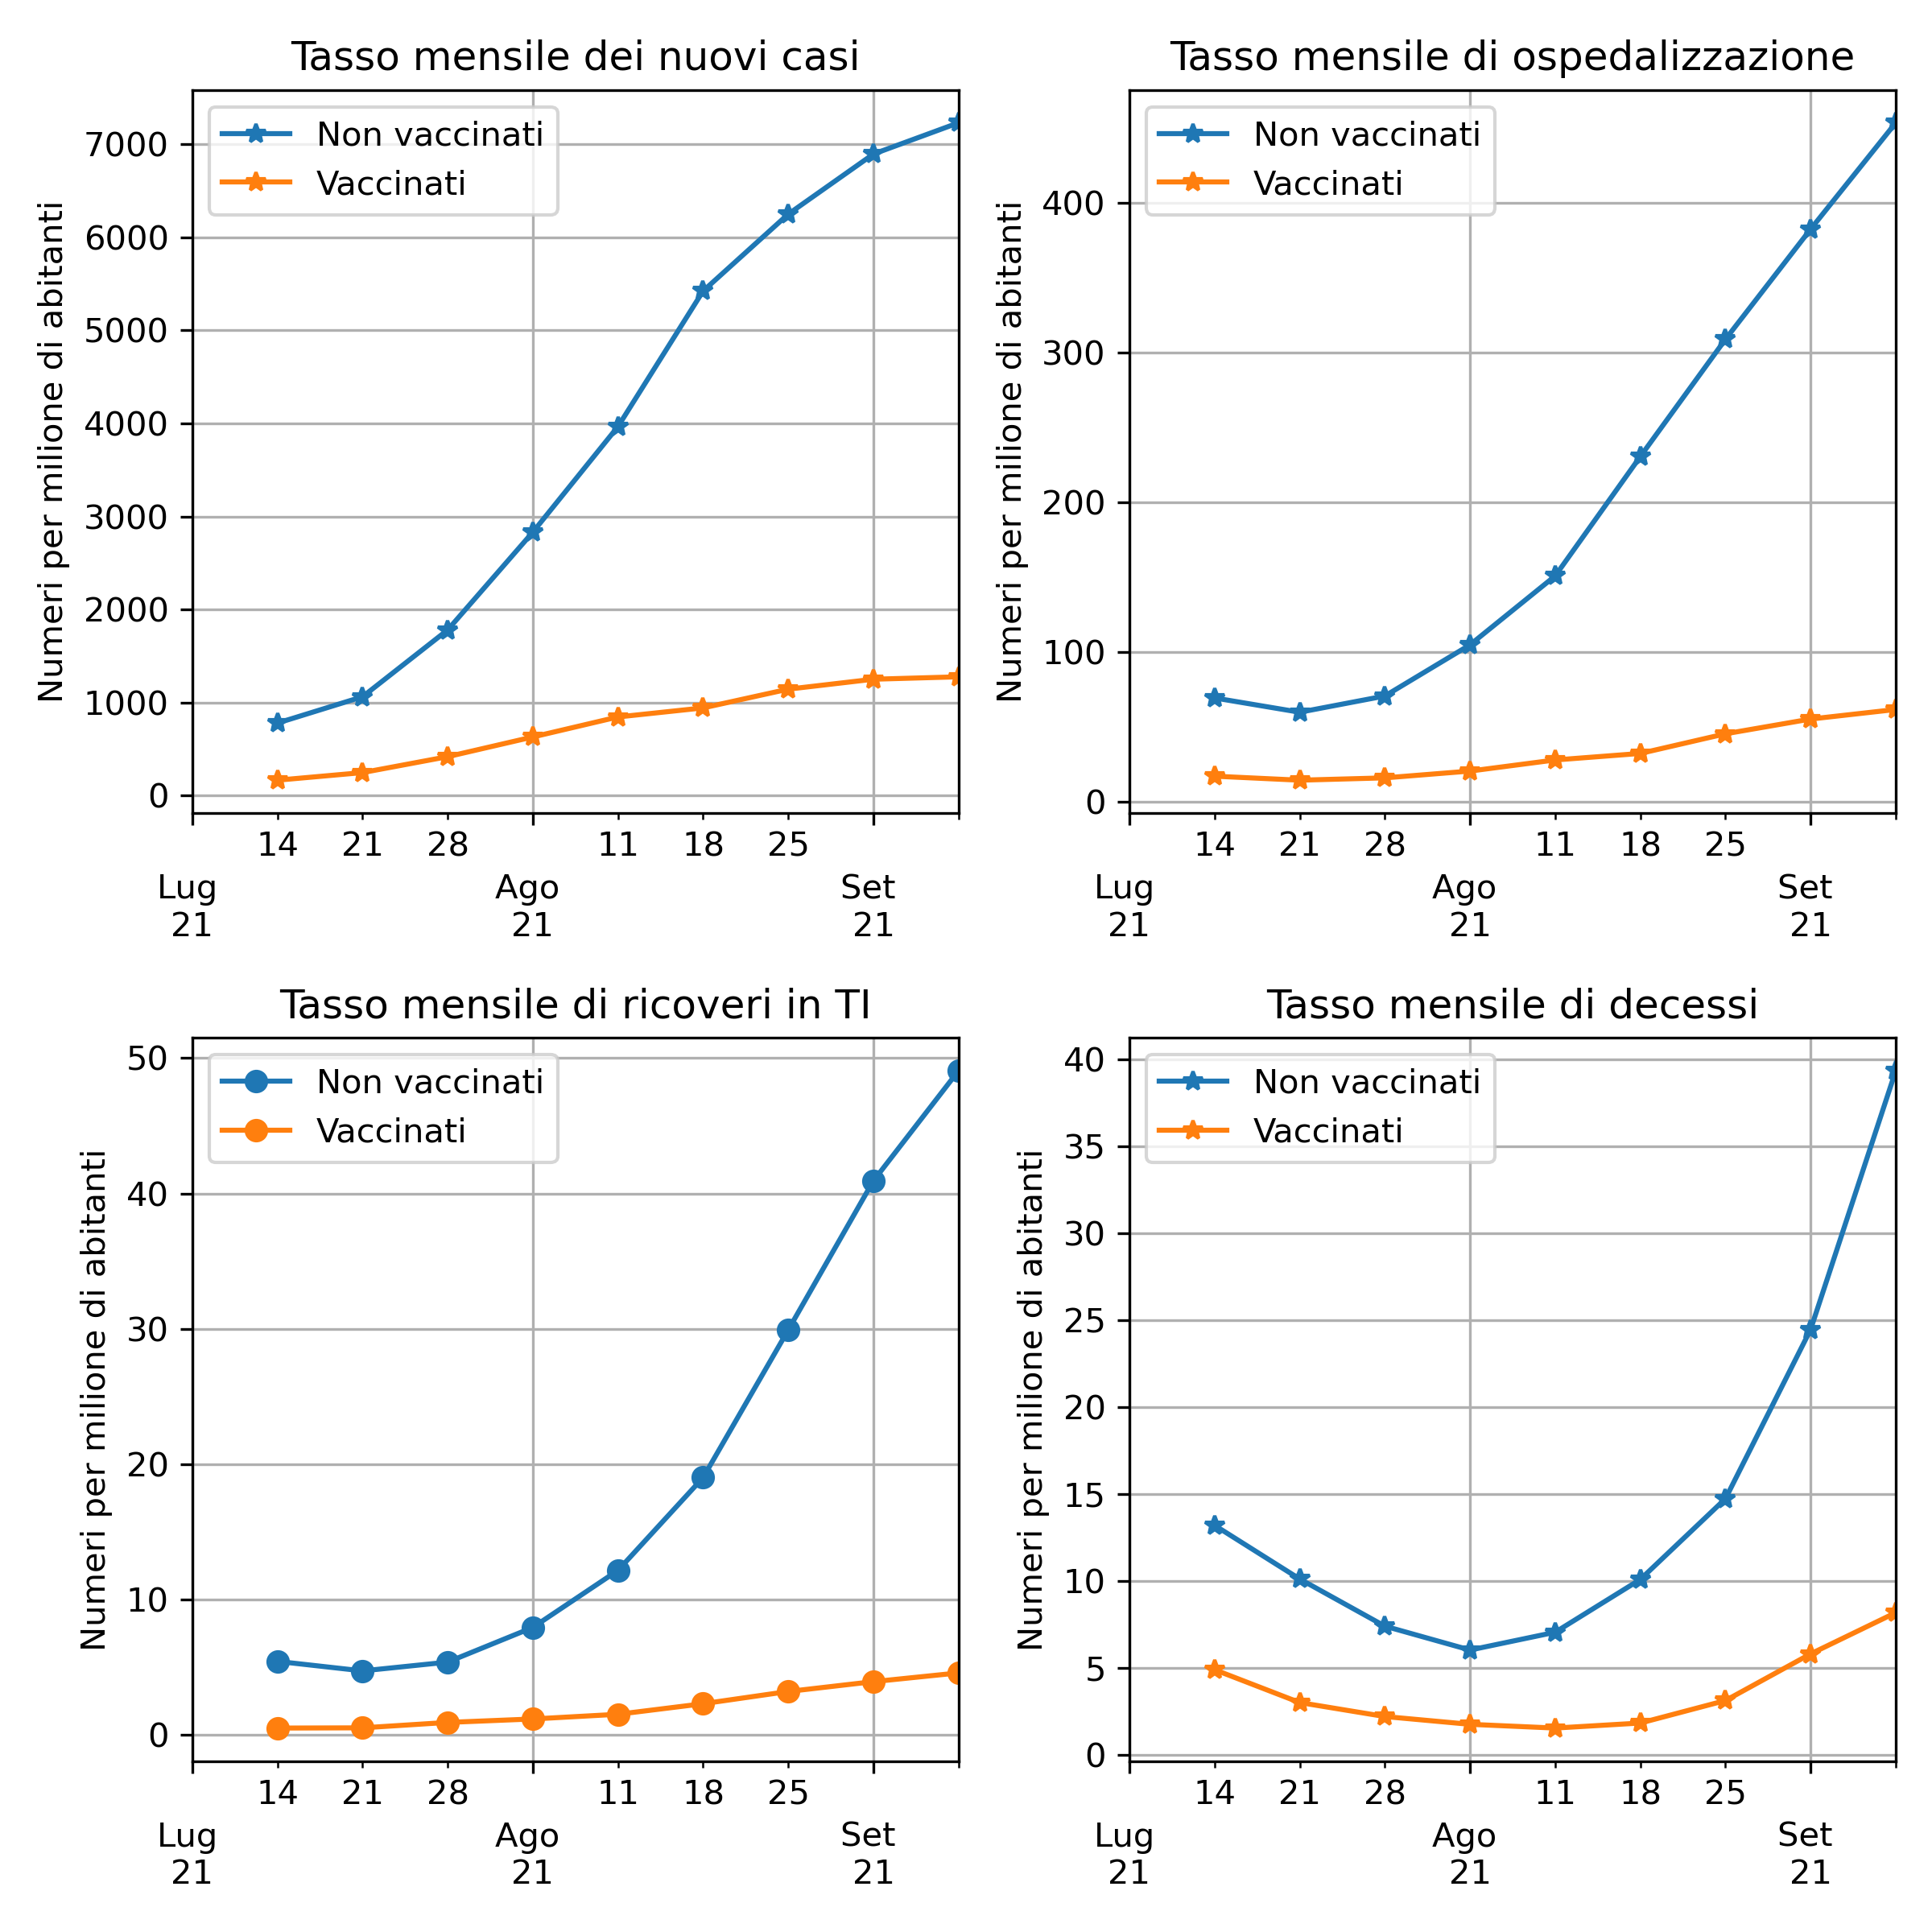 Tasso mensile dei nuovi casi
Numeri per milione di abitanti
Non vaccinati
Vaccinati
7000
6000
5000
4000
3000
2000
1000
0
14 21 28 11 18 25
Lug Ago Set
21 21 21
Tasso mensile di ospedalizzazione
Numeri per milione di abitanti
Non vaccinati
Vaccinati
400
300
200
100
0
14 21 28 11 18 25
Lug Ago Set
21 21 21
Tasso mensile di ricoveri in TI
Numeri per milione di abitanti
Non vaccinati
Vaccinati
50
40
30
20
10
0
14 21 28 11 18 25
Lug Ago Set
21 21 21
Tasso mensile di decessi
Numeri per milione di abitanti
Non vaccinati
Vaccinati
40
35
30
25
20
15
10
5
0
14 21 28 11 18 25
Lug Ago Set
21 21 21